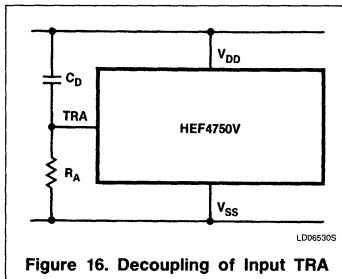 V_DD
C_D
TRA
HEF4750V
R_A
V_SS
LD06530S
Figure 16. Decoupling of Input TRA